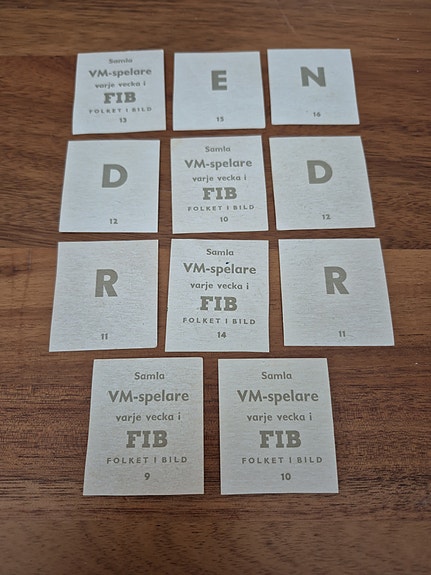 Samla
VM-spelare
varje vecka i
FIB
FOLKET I BILD
13
E
15
N
16
D
12
Samla
VM-spelare
varje vecka i
FIB
FOLKET I BILD
10
D
12
R
11
Samla
VM-spelare
varje vecka i
FIB
FOLKET I BILD
14
R
11
Samla
VM-spelare
varje vecka i
FIB
FOLKET I BILD
9
Samla
VM-spelare
varje vecka i
FIB
FOLKET I BILD
10